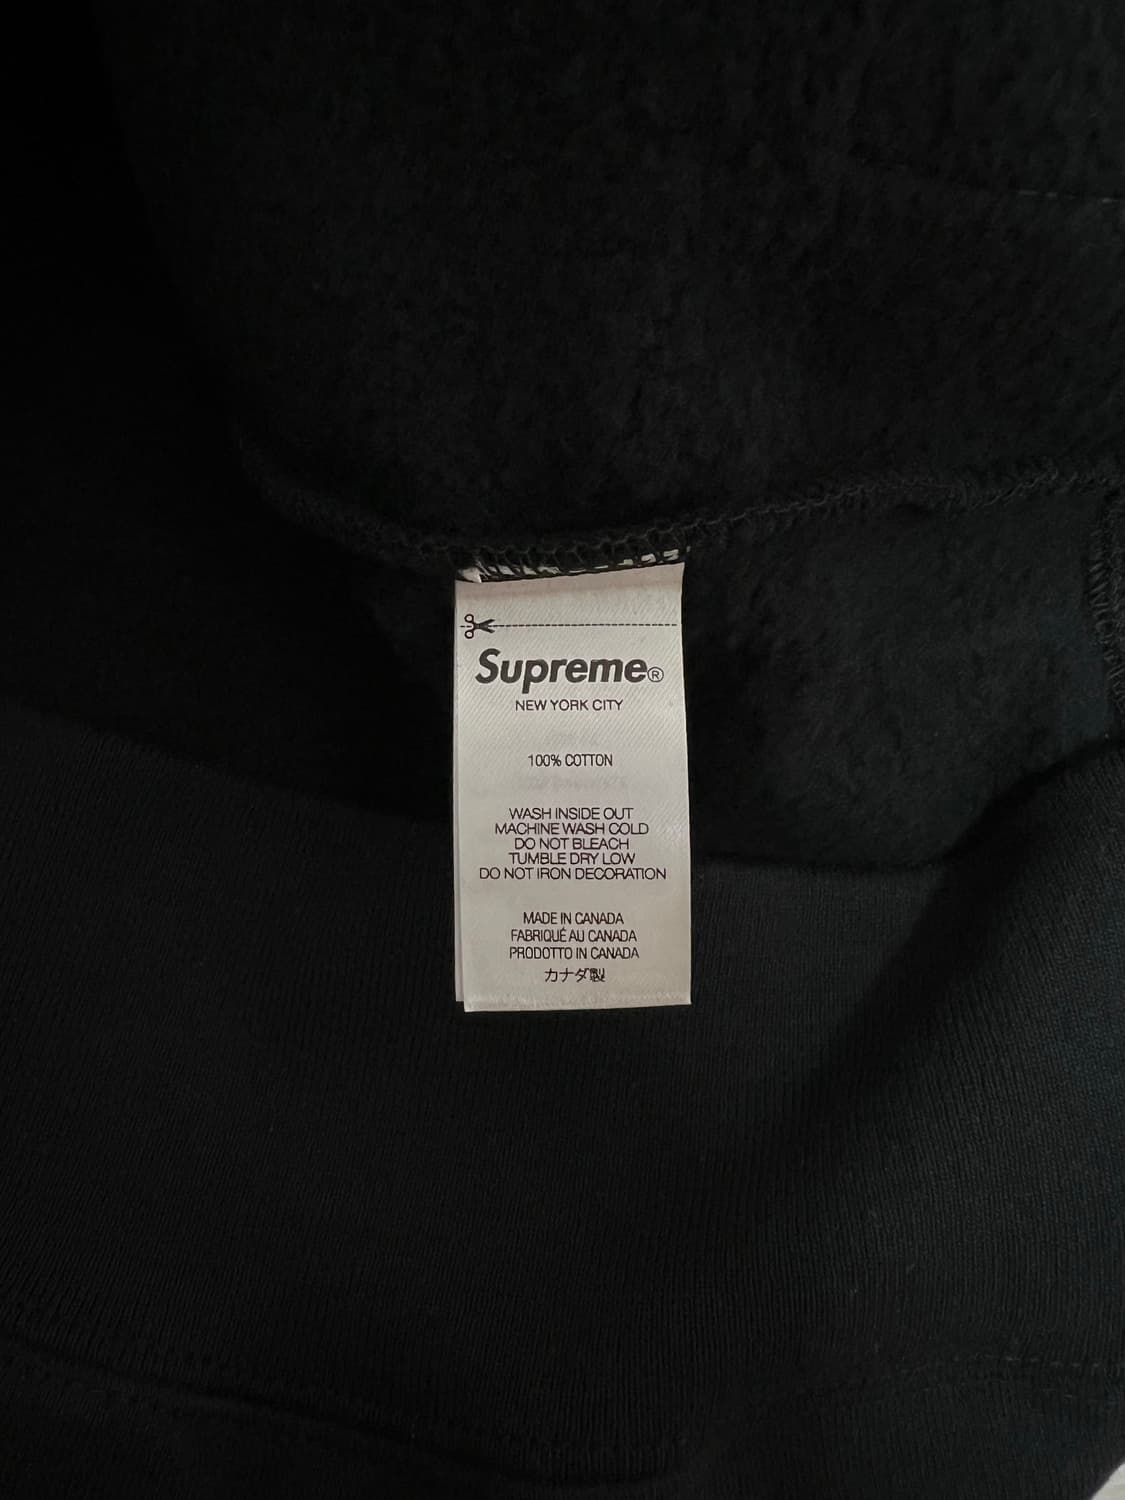 Supreme®
NEW YORK CITY
100% COTTON
WASH INSIDE OUT
MACHINE WASH COLD
DO NOT BLEACH
TUMBLE DRY LOW
DO NOT IRON DECORATION
MADE IN CANADA
FABRIQUÉ AU CANADA
PRODOTTO IN CANADA
カナダ